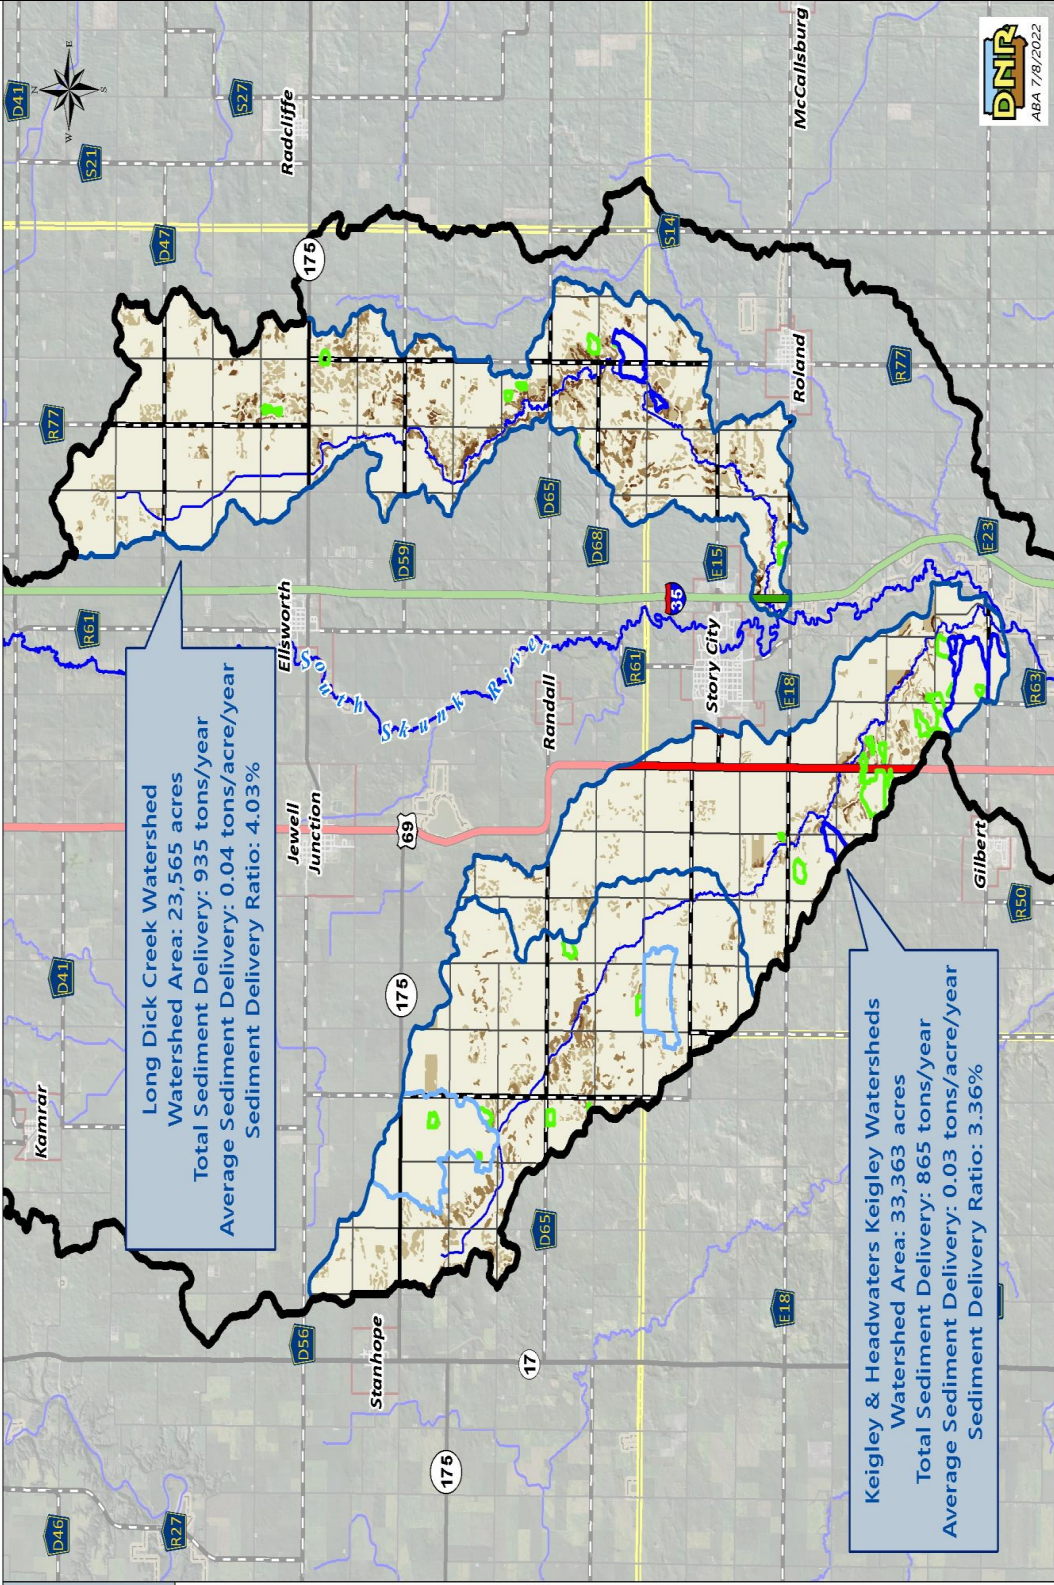 D41
S21
S27
Radcliffe
McCallsburg
DNR
ABA 7/8/2022
N
E
S
W
R77
D47
175
S14
Roland
R77
D59
D65
D68
E15
E23
R61
Ellsworth
South
Skunk
River
Randall
R61
35
Story City
E18
R63
Jewell
Junction
69
Gilbert
R50
Kamrar
D41
175
Long Dick Creek Watershed
Watershed Area: 23,565 acres
Total Sediment Delivery: 935 tons/year
Average Sediment Delivery: 0.04 tons/acre/year
Sediment Delivery Ratio: 4.03%
D56
D65
E18
Stanhope
17
175
D46
R27
Keigley & Headwaters Keigley Watersheds
Watershed Area: 33,363 acres
Total Sediment Delivery: 865 tons/year
Average Sediment Delivery: 0.03 tons/acre/year
Sediment Delivery Ratio: 3.36%